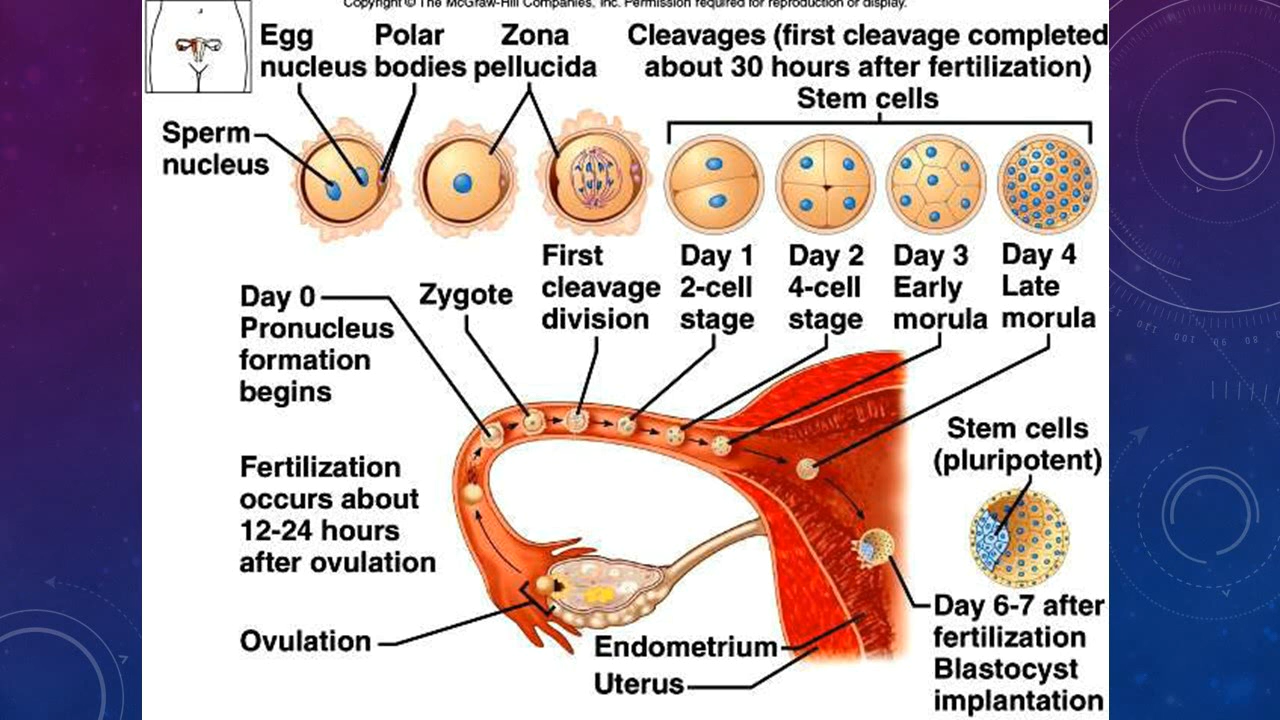 Copyright © The McGraw-Hill Companies, Inc. Permission required for reproduction or display.
Egg nucleus
Polar bodies
Zona pellucida
Cleavages (first cleavage completed
about 30 hours after fertilization)
Stem cells
Sperm
nucleus
Day 0
Pronucleus
formation
begins
Zygote
First
cleavage
division
Day 1
2-cell
stage
Day 2
4-cell
stage
Day 3
Early
morula
Day 4
Late
morula
Fertilization
occurs about
12-24 hours
after ovulation
Stem cells
(pluripotent)
Ovulation
Endometrium
Uterus
Day 6-7 after
fertilization
Blastocyst
implantation